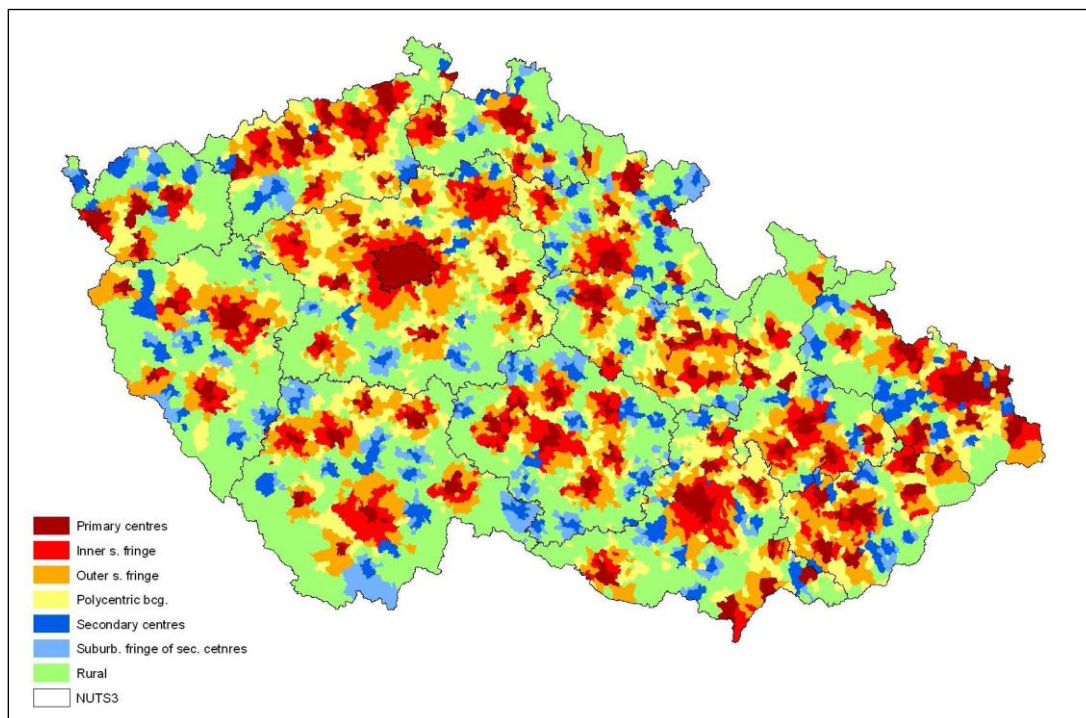 Primary centres
Inner s. fringe
Outer s. fringe
Polycentric bcg.
Secondary centres
Suburb. fringe of sec. cetnres
Rural
NUTS3